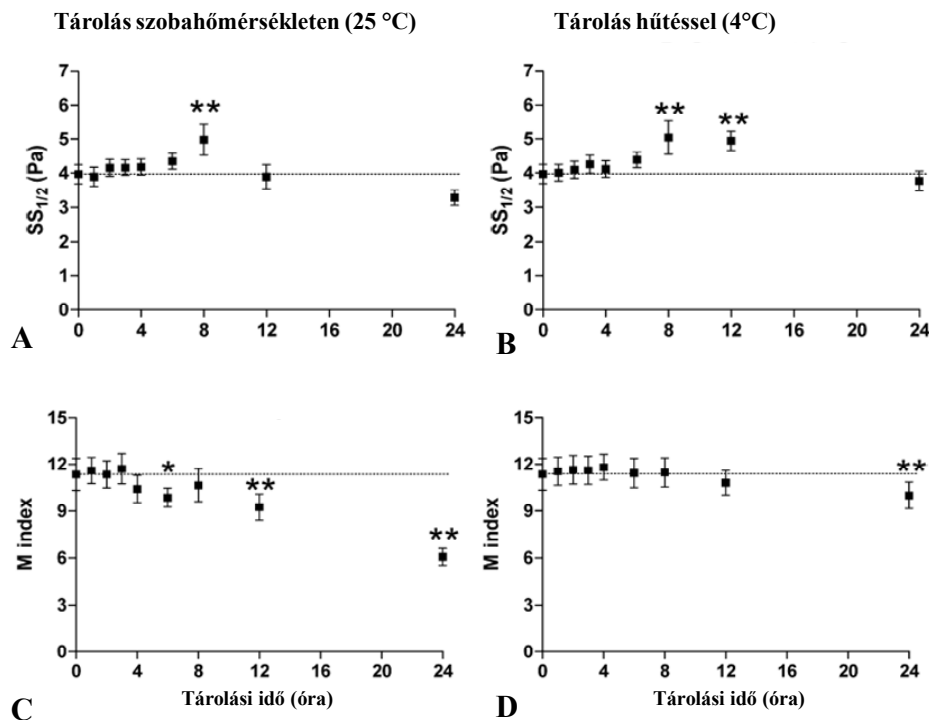 Tárolás szobahőmérsékleten (25 °C)
Tárolás hűtéssel (4°C)
7
6
5
4
3
2
1
0
SS1/2 (Pa)
**
0 4 8 12 16 20 24
A
7
6
5
4
3
2
1
0
SS1/2 (Pa)
**
**
0 4 8 12 16 20 24
B
15
12
9
6
3
0
M index
*
**
**
0 4 8 12 16 20 24
Tárolási idő (óra)
C
15
12
9
6
3
0
M index
**
0 4 8 12 16 20 24
Tárolási idő (óra)
D